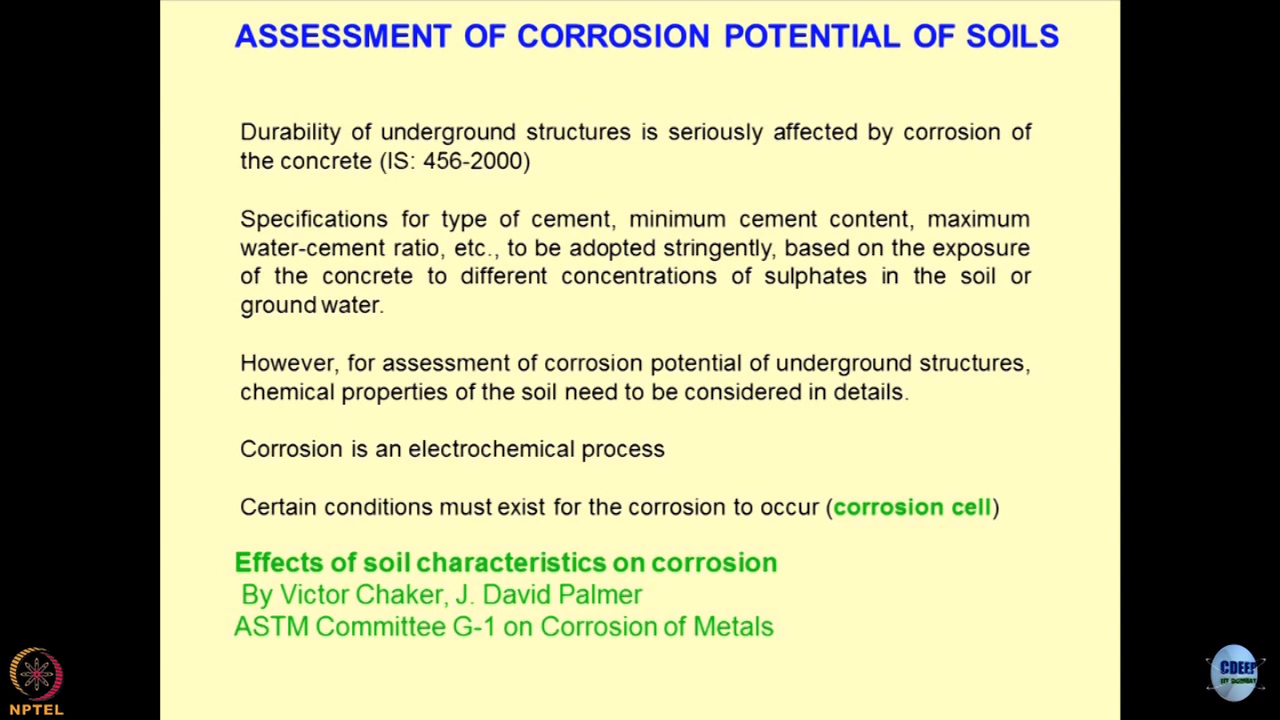 ASSESSMENT OF CORROSION POTENTIAL OF SOILS
Durability of underground structures is seriously affected by corrosion of
the concrete (IS: 456-2000)
Specifications for type of cement, minimum cement content, maximum
water-cement ratio, etc., to be adopted stringently, based on the exposure
of the concrete to different concentrations of sulphates in the soil or
ground water.
However, for assessment of corrosion potential of underground structures,
chemical properties of the soil need to be considered in details.
Corrosion is an electrochemical process
Certain conditions must exist for the corrosion to occur (corrosion cell)
Effects of soil characteristics on corrosion
By Victor Chaker, J. David Palmer
ASTM Committee G-1 on Corrosion of Metals
NPTEL
CDEEP
IIT BOMBAY